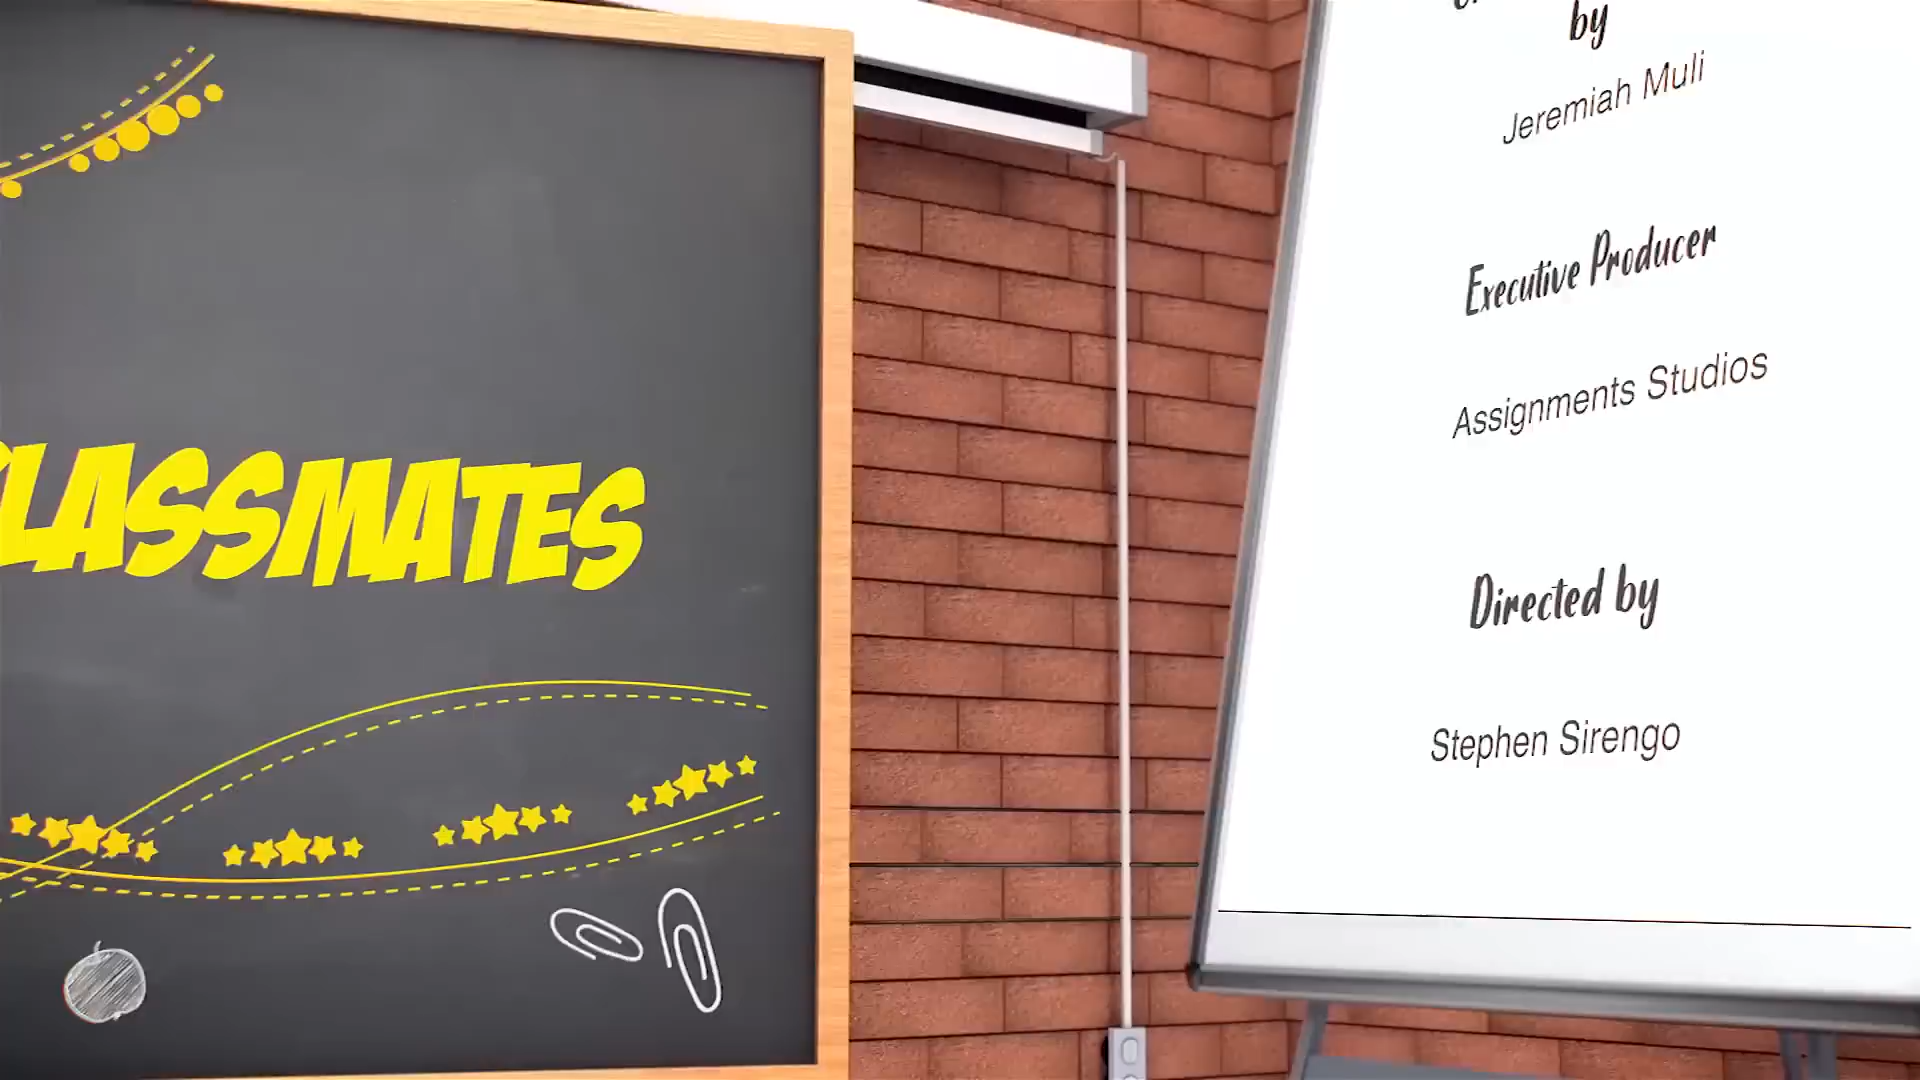 LASSMATES
by
Jeremiah Muli
Executive Producer
Assignments Studios
Directed by
Stephen Sirengo